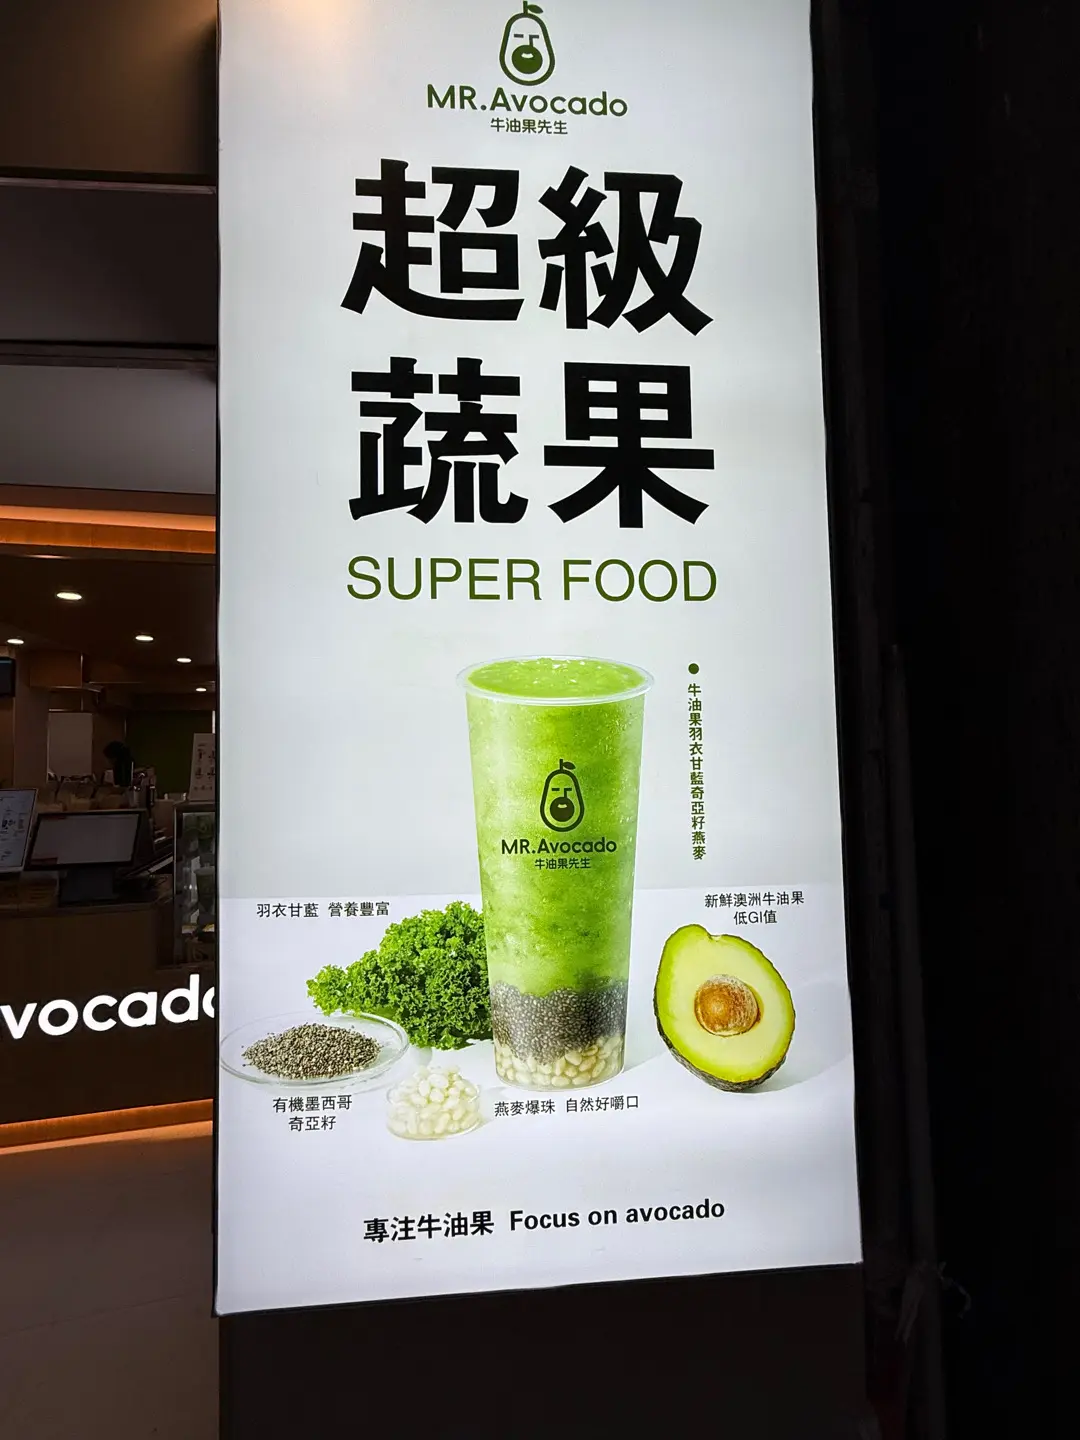 MR.Avocado
牛油果先生
超級
蔬果
SUPER FOOD
牛油果羽衣甘藍奇亞籽燕麥
MR.Avocado
牛油果先生
羽衣甘藍 營養豐富
新鮮澳洲牛油果
低GI值
有機墨西哥
奇亞籽
燕麥爆珠 自然好嚼口
專注牛油果 Focus on avocado
vocado